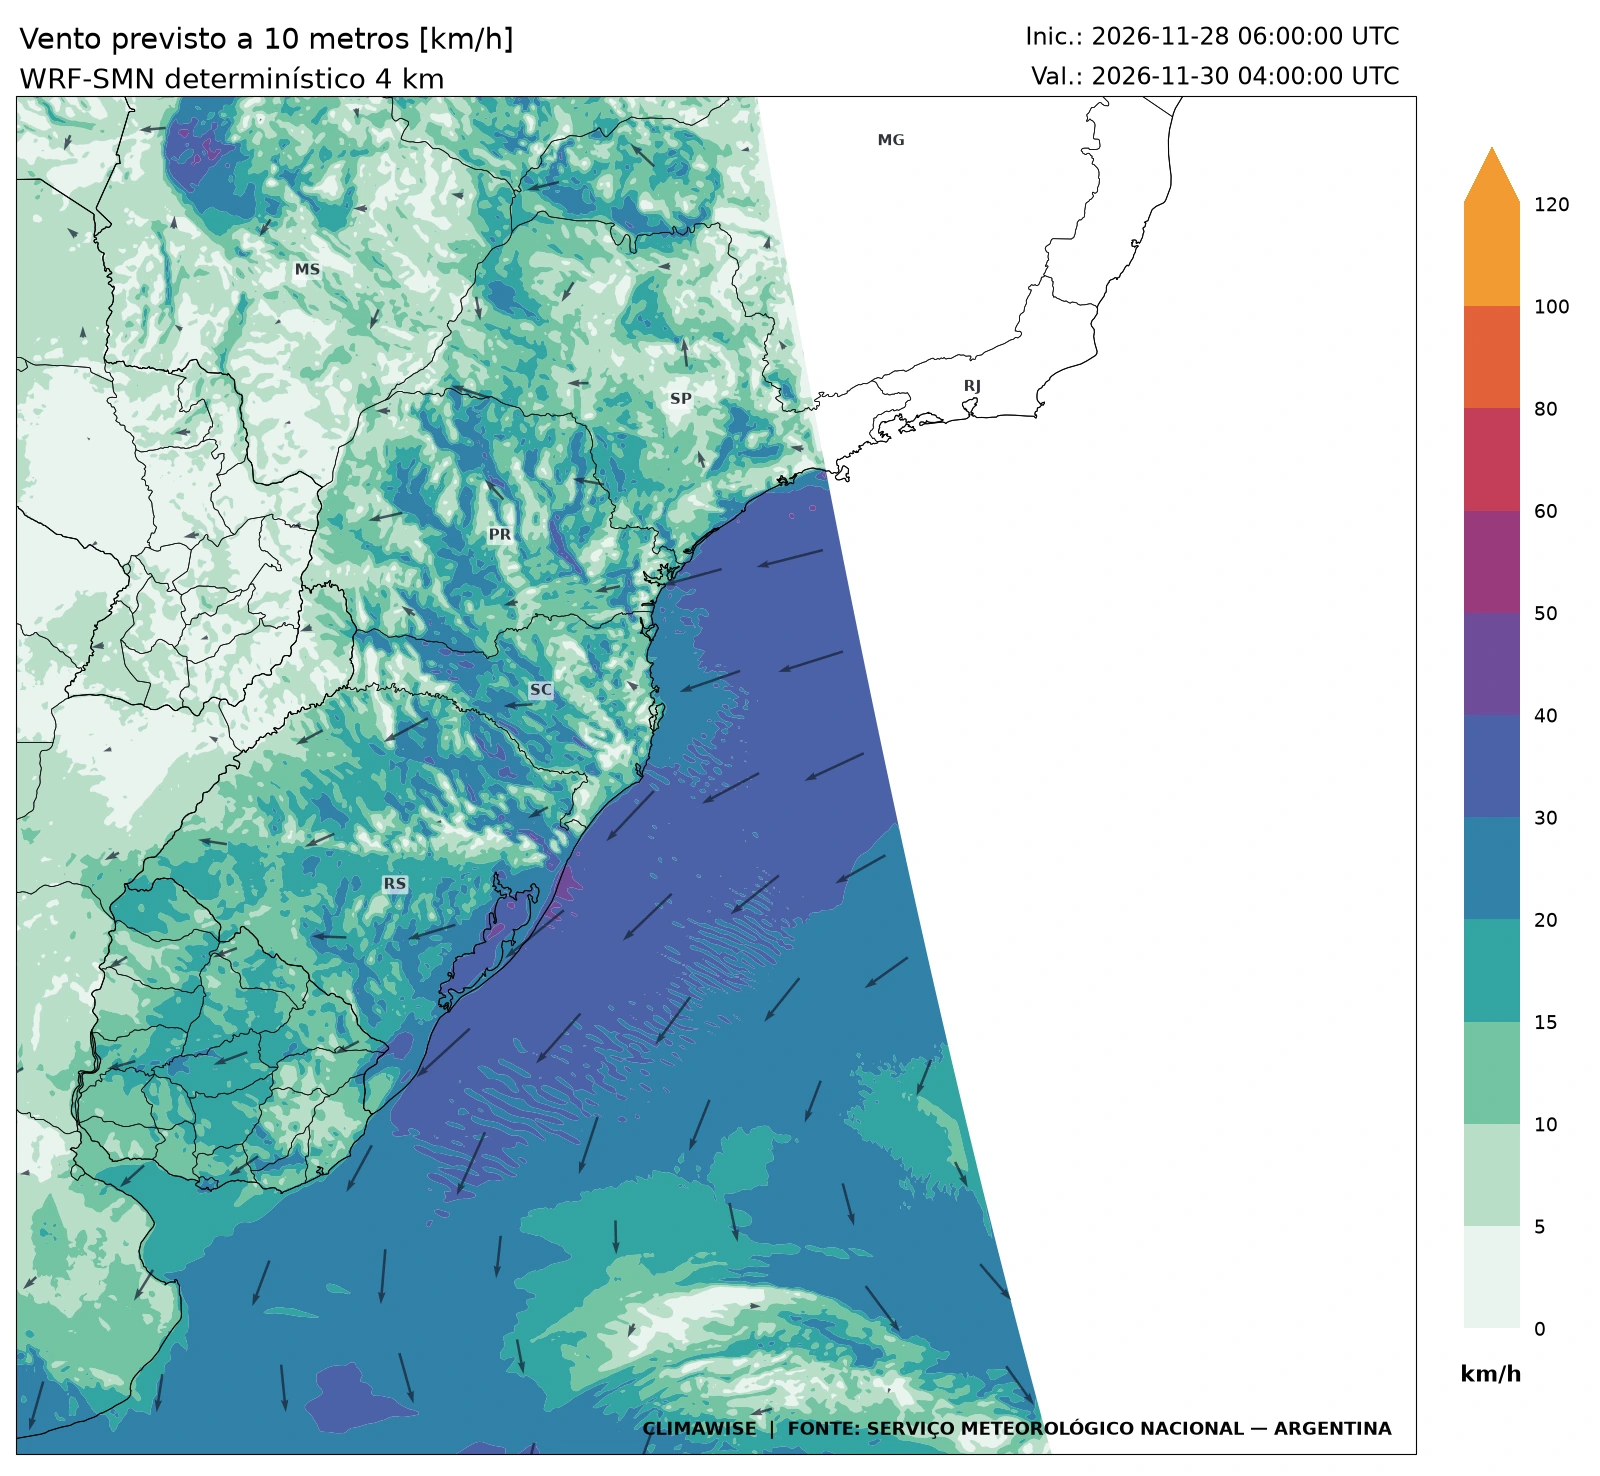 Vento previsto a 10 metros [km/h]
WRF-SMN determinístico 4 km
Inic.: 2026-11-28 06:00:00 UTC
Val.: 2026-11-30 04:00:00 UTC
MG
MS
RJ
SP
PR
SC
RS
120
100
80
60
50
40
30
20
15
10
5
0
km/h
CLIMAWISE | FONTE: SERVIÇO METEOROLÓGICO NACIONAL — ARGENTINA